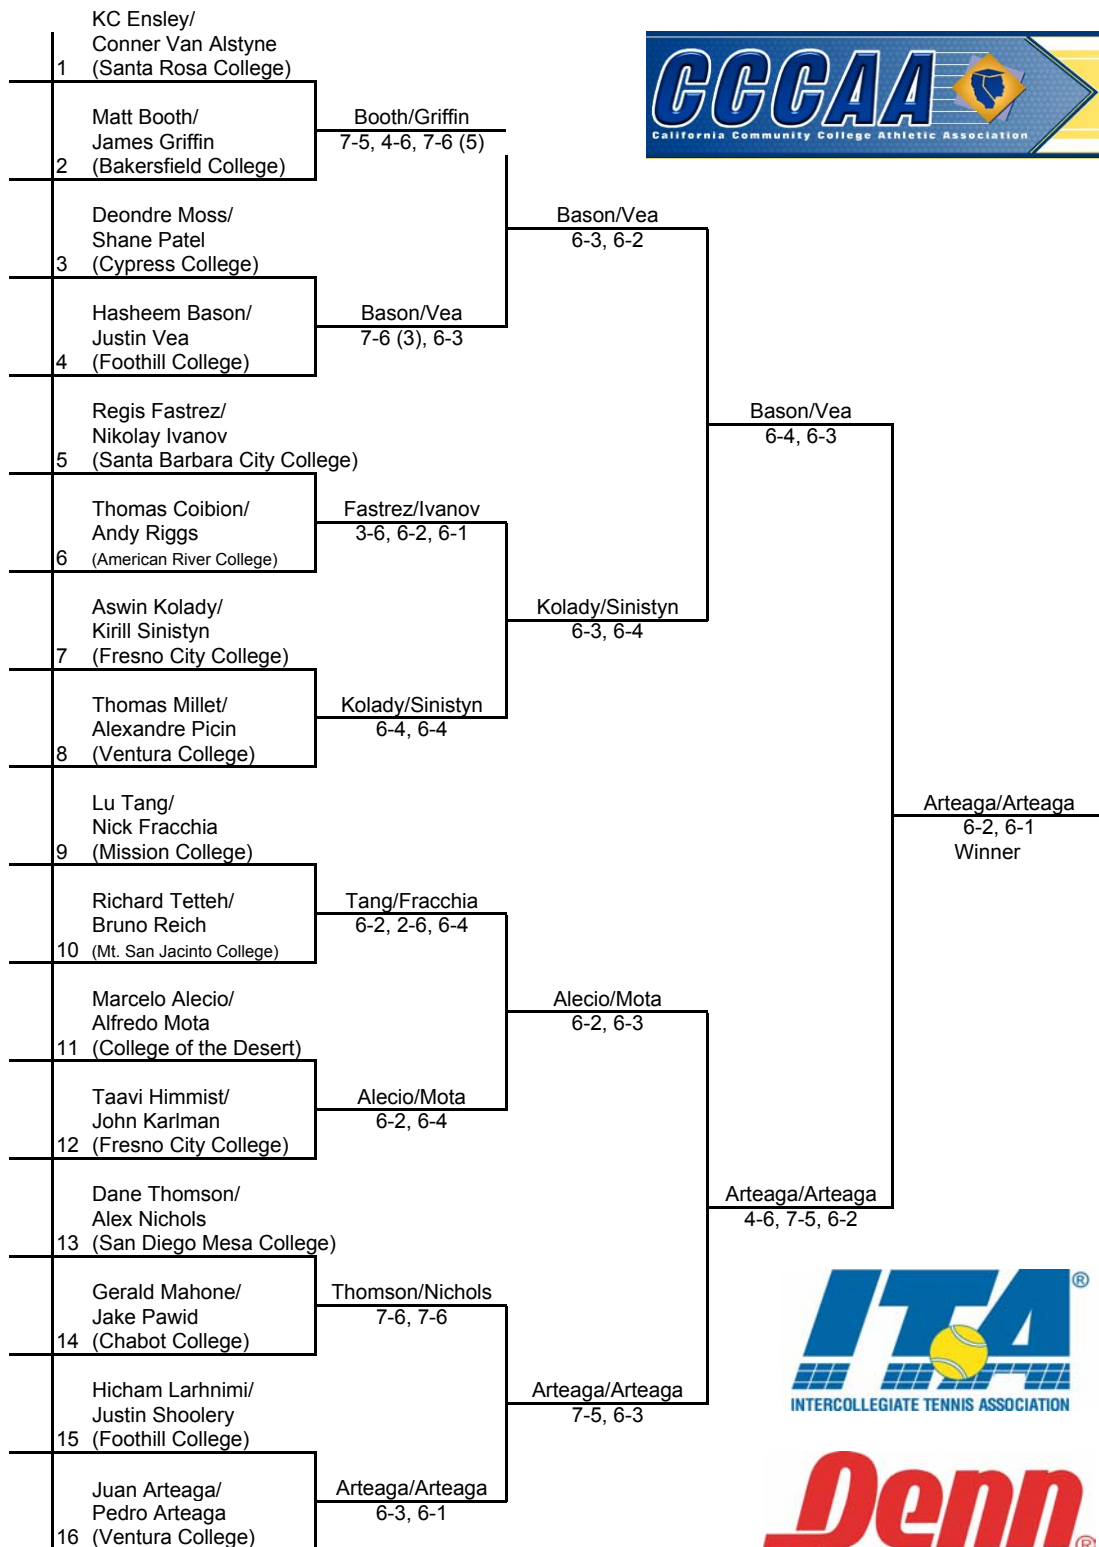 KC Ensley/
Conner Van Alstyne
1 (Santa Rosa College)
Matt Booth/
James Griffin
2 (Bakersfield College)
Deondre Moss/
Shane Patel
3 (Cypress College)
Hasheem Bason/
Justin Vea
4 (Foothill College)
Regis Fastrez/
Nikolay Ivanov
5 (Santa Barbara City College)
Thomas Coibion/
Andy Riggs
6 (American River College)
Aswin Kolady/
Kirill Sinistyn
7 (Fresno City College)
Thomas Millet/
Alexandre Picin
8 (Ventura College)
Lu Tang/
Nick Fracchia
9 (Mission College)
Richard Tetteh/
Bruno Reich
10 (Mt. San Jacinto College)
Marcelo Alecio/
Alfredo Mota
11 (College of the Desert)
Taavi Himmist/
John Karlman
12 (Fresno City College)
Dane Thomson/
Alex Nichols
13 (San Diego Mesa College)
Gerald Mahone/
Jake Pawid
14 (Chabot College)
Hicham Larhnimi/
Justin Shoolery
15 (Foothill College)
Juan Arteaga/
Pedro Arteaga
16 (Ventura College)
Booth/Griffin
7-5, 4-6, 7-6 (5)
Bason/Vea
7-6 (3), 6-3
Fastrez/Ivanov
3-6, 6-2, 6-1
Kolady/Sinistyn
6-4, 6-4
Tang/Fracchia
6-2, 2-6, 6-4
Alecio/Mota
6-2, 6-4
Thomson/Nichols
7-6, 7-6
Arteaga/Arteaga
6-3, 6-1
Bason/Vea
6-3, 6-2
Kolady/Sinistyn
6-3, 6-4
Alecio/Mota
6-2, 6-3
Arteaga/Arteaga
7-5, 6-3
Bason/Vea
6-4, 6-3
Arteaga/Arteaga
4-6, 7-5, 6-2
Arteaga/Arteaga
6-2, 6-1
Winner
CCCAA
California Community College Athletic Association
ITA®
INTERCOLLEGIATE TENNIS ASSOCIATION
Penn®